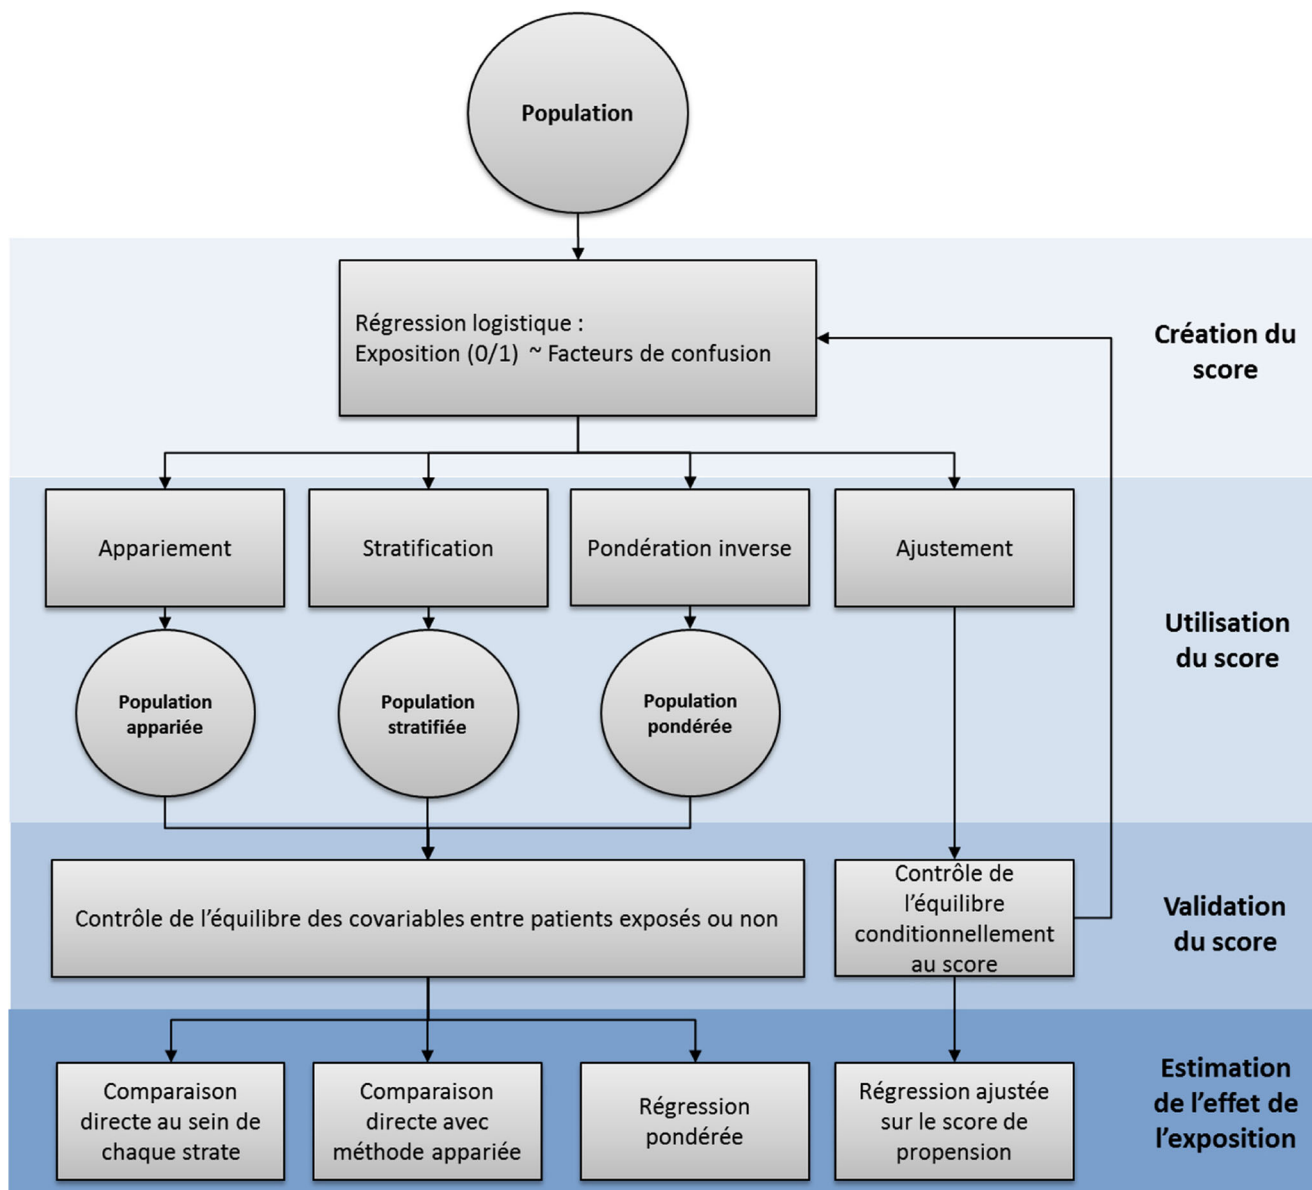 Population
Régression logistique :
Exposition (0/1) ~ Facteurs de confusion
Création du
score
Appariement
Stratification
Pondération inverse
Ajustement
Utilisation
du score
Population
appariée
Population
stratifiée
Population
pondérée
Contrôle de l’équilibre des covariables entre patients exposés ou non
Contrôle de
l’équilibre
conditionnellement
au score
Validation
du score
Comparaison
directe au sein de
chaque strate
Comparaison
directe avec
méthode appariée
Régression
pondérée
Régression ajustée
sur le score de
propension
Estimation
de l’effet de
l’exposition